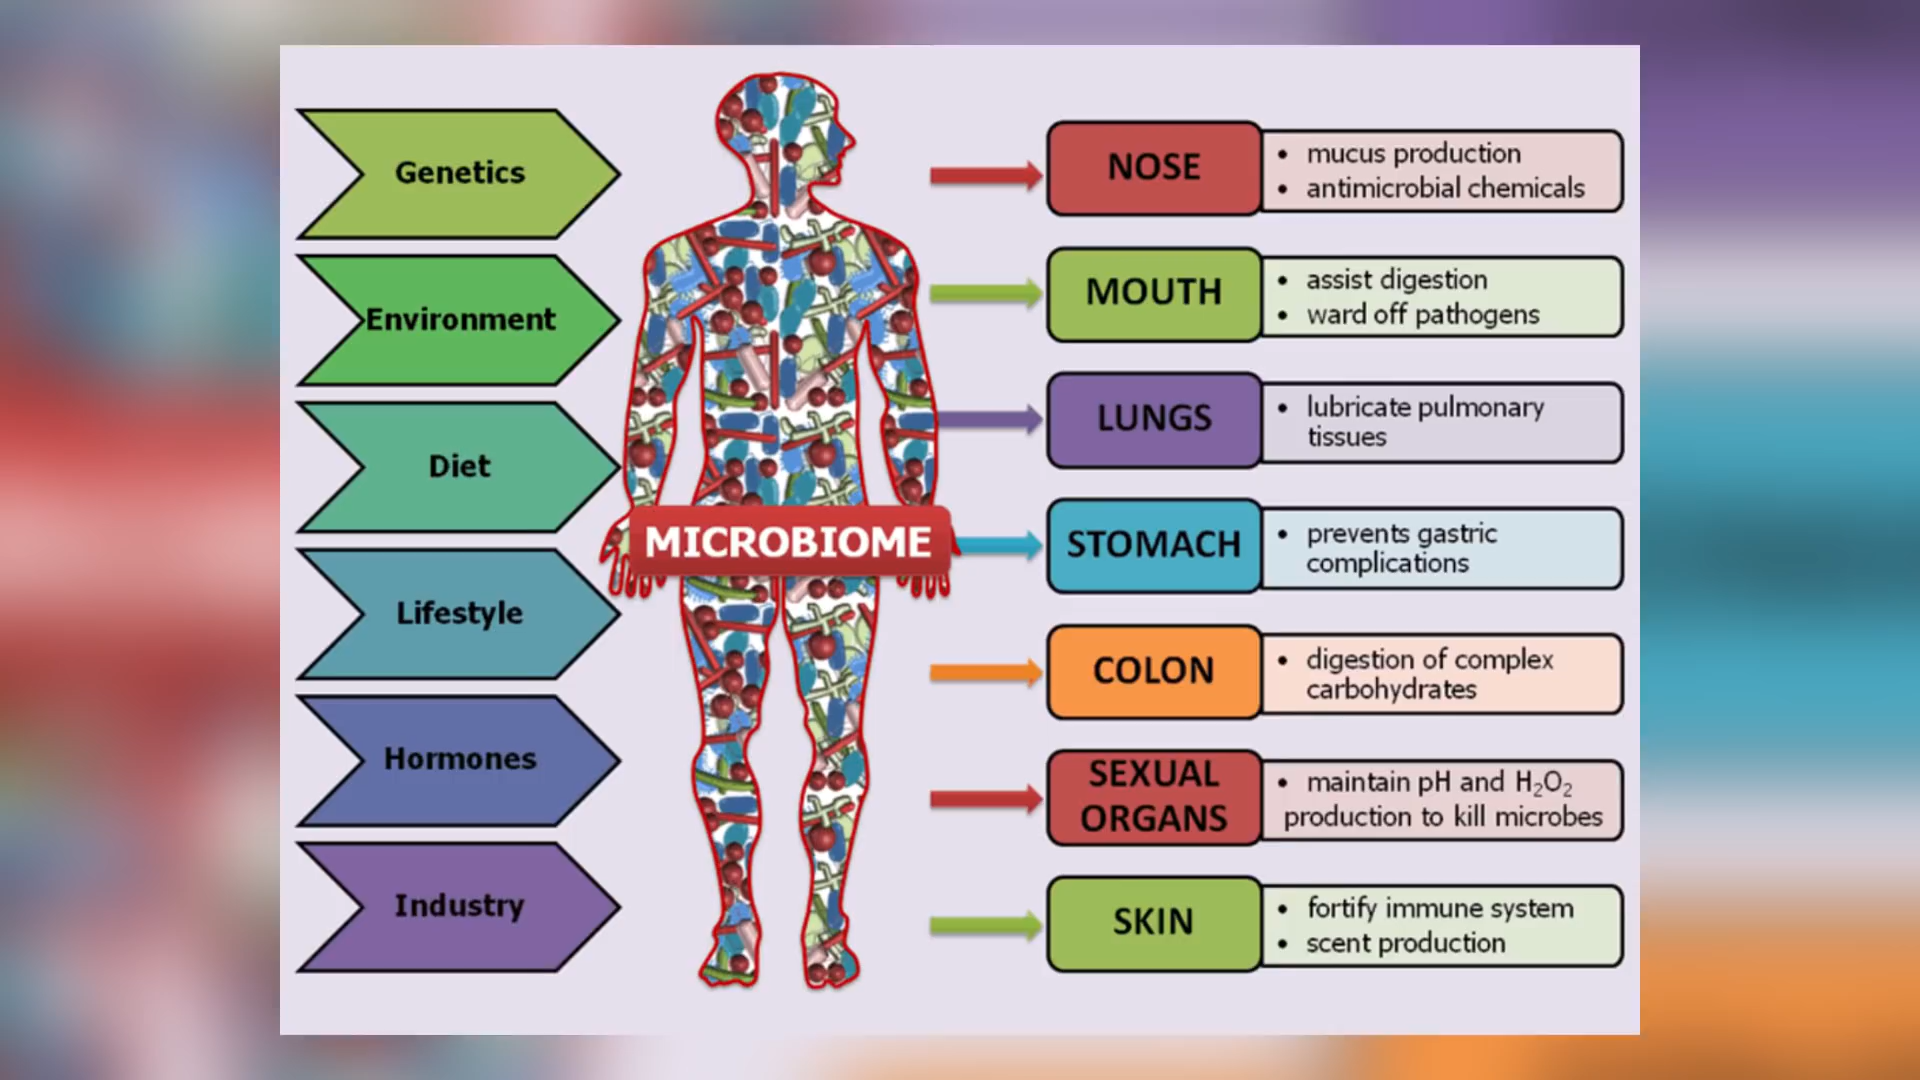 Genetics
Environment
Diet
Lifestyle
Hormones
Industry
MICROBIOME
NOSE
• mucus production
• antimicrobial chemicals
MOUTH
• assist digestion
• ward off pathogens
LUNGS
• lubricate pulmonary
tissues
STOMACH
• prevents gastric
complications
COLON
• digestion of complex
carbohydrates
SEXUAL
ORGANS
• maintain pH and H₂O₂
production to kill microbes
SKIN
• fortify immune system
• scent production